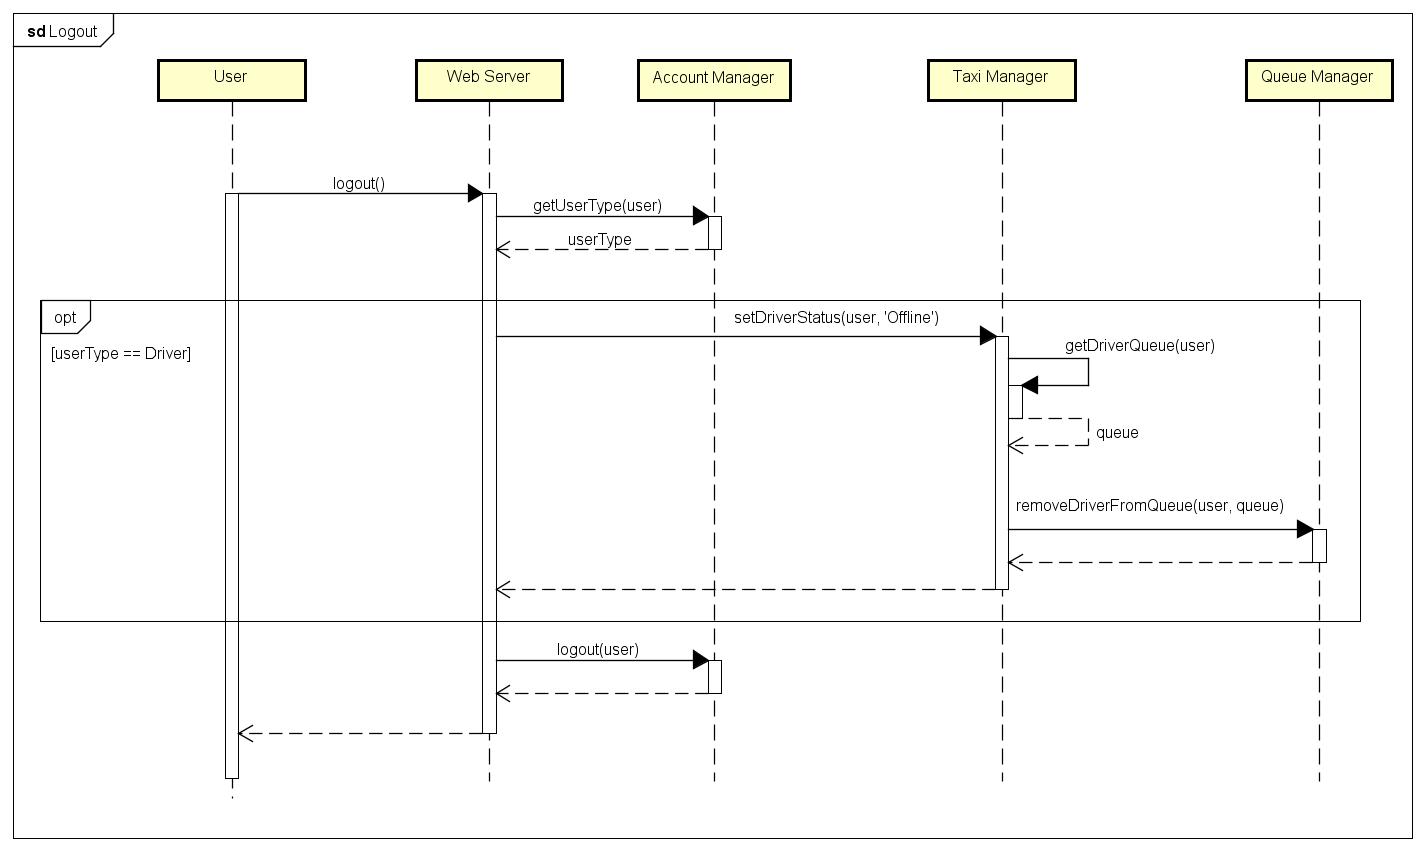 sd Logout
User
Web Server
Account Manager
Taxi Manager
Queue Manager
logout()
getUserType(user)
userType
opt
setDriverStatus(user, 'Offline')
[userType == Driver]
getDriverQueue(user)
queue
removeDriverFromQueue(user, queue)
logout(user)